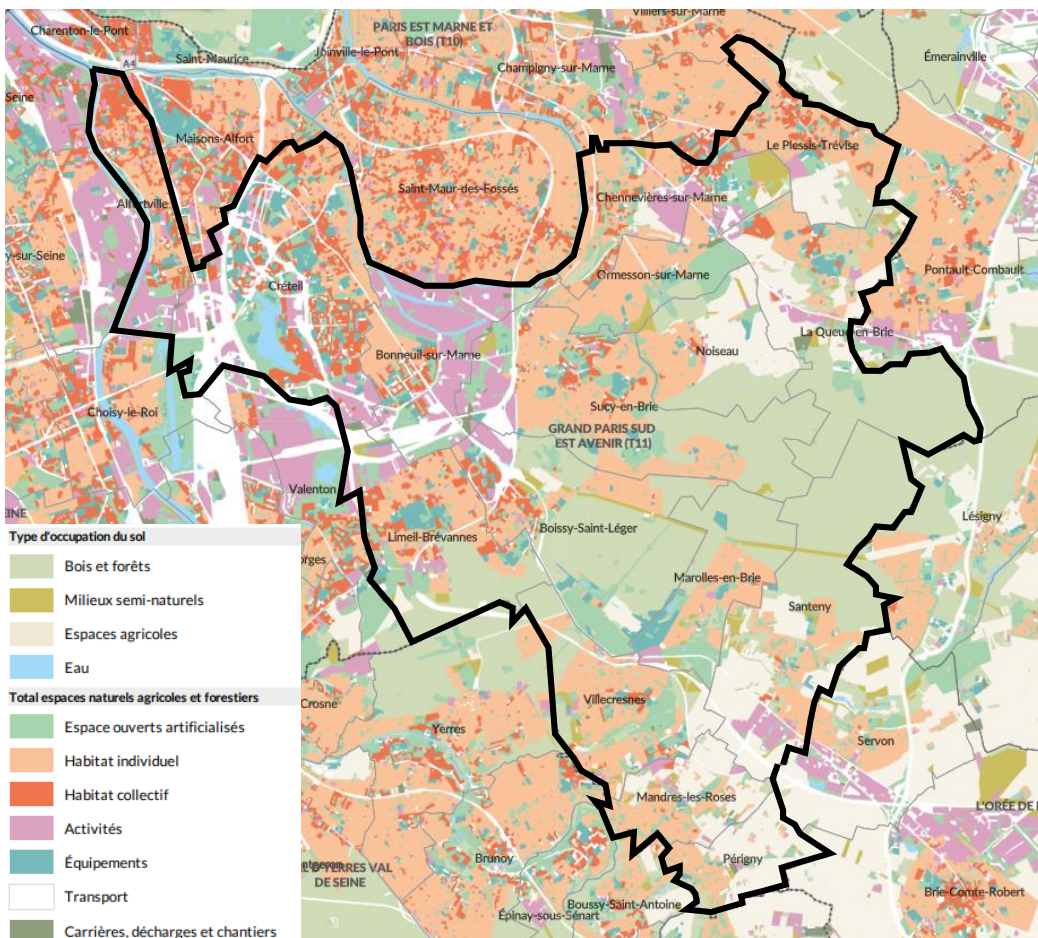 Charenton-le-Pont
PARIS EST MARNE ET
BOIS (T10)
Villiers-sur-Marne
A4
Saint-Maurice
Joinville-le-Pont
Champigny-sur-Marne
Émerainville
Seine
Maisons-Alfort
Le Plessis-Trévise
Alfortville
Saint-Maur-des-Fossés
Chennevières-sur-Marne
y-sur-Seine
Ormesson-sur-Marne
Pontault-Combault
Créteil
La Queue-en-Brie
Bonneuil-sur-Marne
Noiseau
Choisy-le-Roi
Sucy-en-Brie
GRAND PARIS SUD
EST AVENIR (T11)
Valenton
EINE
Boissy-Saint-Léger
Lésigny
Limeil-Brévannes
orges
Marolles-en-Brie
Santeny
Type d'occupation du sol
Bois et forêts
Milieux semi-naturels
Espaces agricoles
Eau
Total espaces naturels agricoles et forestiers
Espace ouverts artificialisés
Habitat individuel
Habitat collectif
Activités
Équipements
Transport
Carrières, décharges et chantiers
Crosne
Villecresnes
Yerres
Servon
Mandres-les-Roses
L'ORÉE DE
Brunoy
Périgny
YERRES VAL
DE SEINE
Boussy-Saint-Antoine
Brie-Comte-Robert
Épinay-sous-Sénart